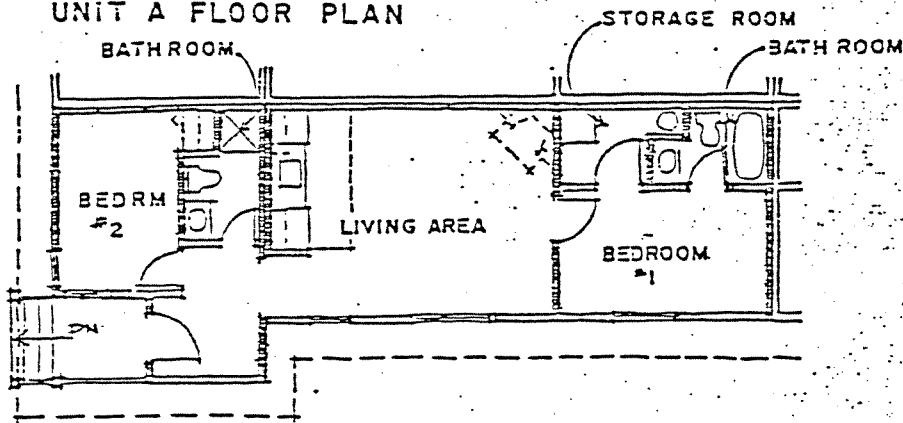 UNIT A FLOOR PLAN
STORAGE ROOM
BATHROOM
BATH ROOM
BEDRM
#2
LIVING AREA
BEDROOM
#1
DN